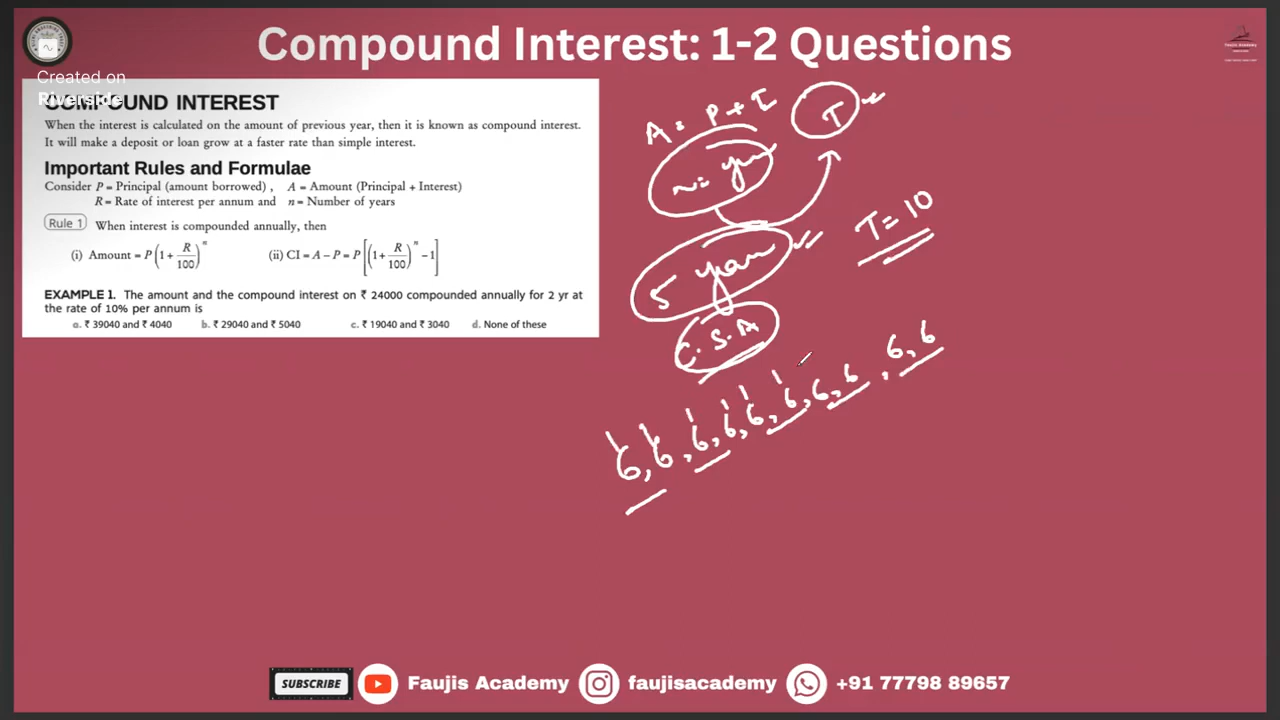 Compound Interest: 1-2 Questions
Created on
Riverside
COMPOUND INTEREST
When the interest is calculated on the amount of previous year, then it is known as compound interest.
It will make a deposit or loan grow at a faster rate than simple interest.
Important Rules and Formulae
Consider P = Principal (amount borrowed) , A = Amount (Principal + Interest)
R = Rate of interest per annum and n = Number of years
Rule 1 When interest is compounded annually, then
(i) Amount = P(1 + R/100)^n (ii) CI = A – P = P[(1 + R/100)^n – 1]
EXAMPLE 1. The amount and the compound interest on ₹ 24000 compounded annually for 2 yr at
the rate of 10% per annum is
a. ₹ 39040 and ₹ 4040 b. ₹ 29040 and ₹ 5040 c. ₹ 19040 and ₹ 3040 d. None of these
A = P + I
T
n = year
T = 10
5 year
C.S.A
6, 6, 6, 6, 6, 6, 6, 6, 6, 6
SUBSCRIBE Faujis Academy faujisacademy +91 77798 89657